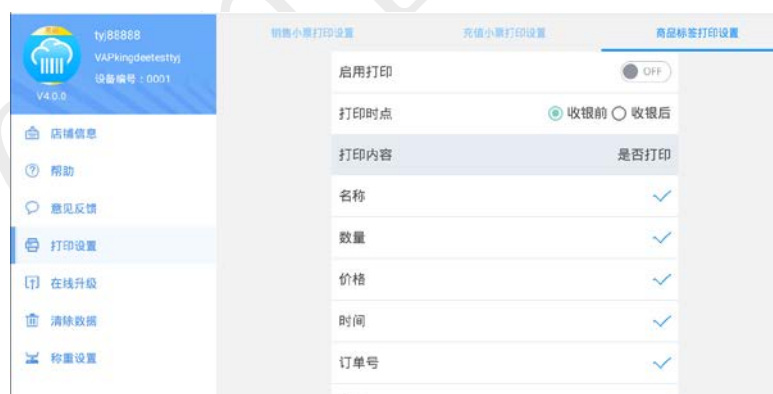 tyj88888
VAPkingdeetesttyj
设备编号：0001
V4.0.0
店铺信息
帮助
意见反馈
打印设置
在线升级
清除数据
称重设置
销售小票打印设置 充值小票打印设置 商品标签打印设置
启用打印 OFF
打印时点 收银前 收银后
打印内容 是否打印
名称
数量
价格
时间
订单号